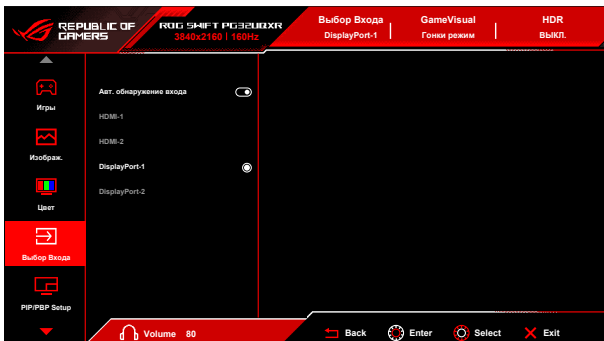 REPUBLIC OF
GAMERS
ROG SWIFT PG32UDXR
3840x2160 | 160Hz
Выбор Входа
DisplayPort-1
GameVisual
Гонки режим
HDR
ВЫКЛ.
Игры
Изображ.
Цвет
Выбор Входа
PIP/PBP Setup
Авт. обнаружение входа
HDMI-1
HDMI-2
DisplayPort-1
DisplayPort-2
Volume 80
Back
Enter
Select
Exit